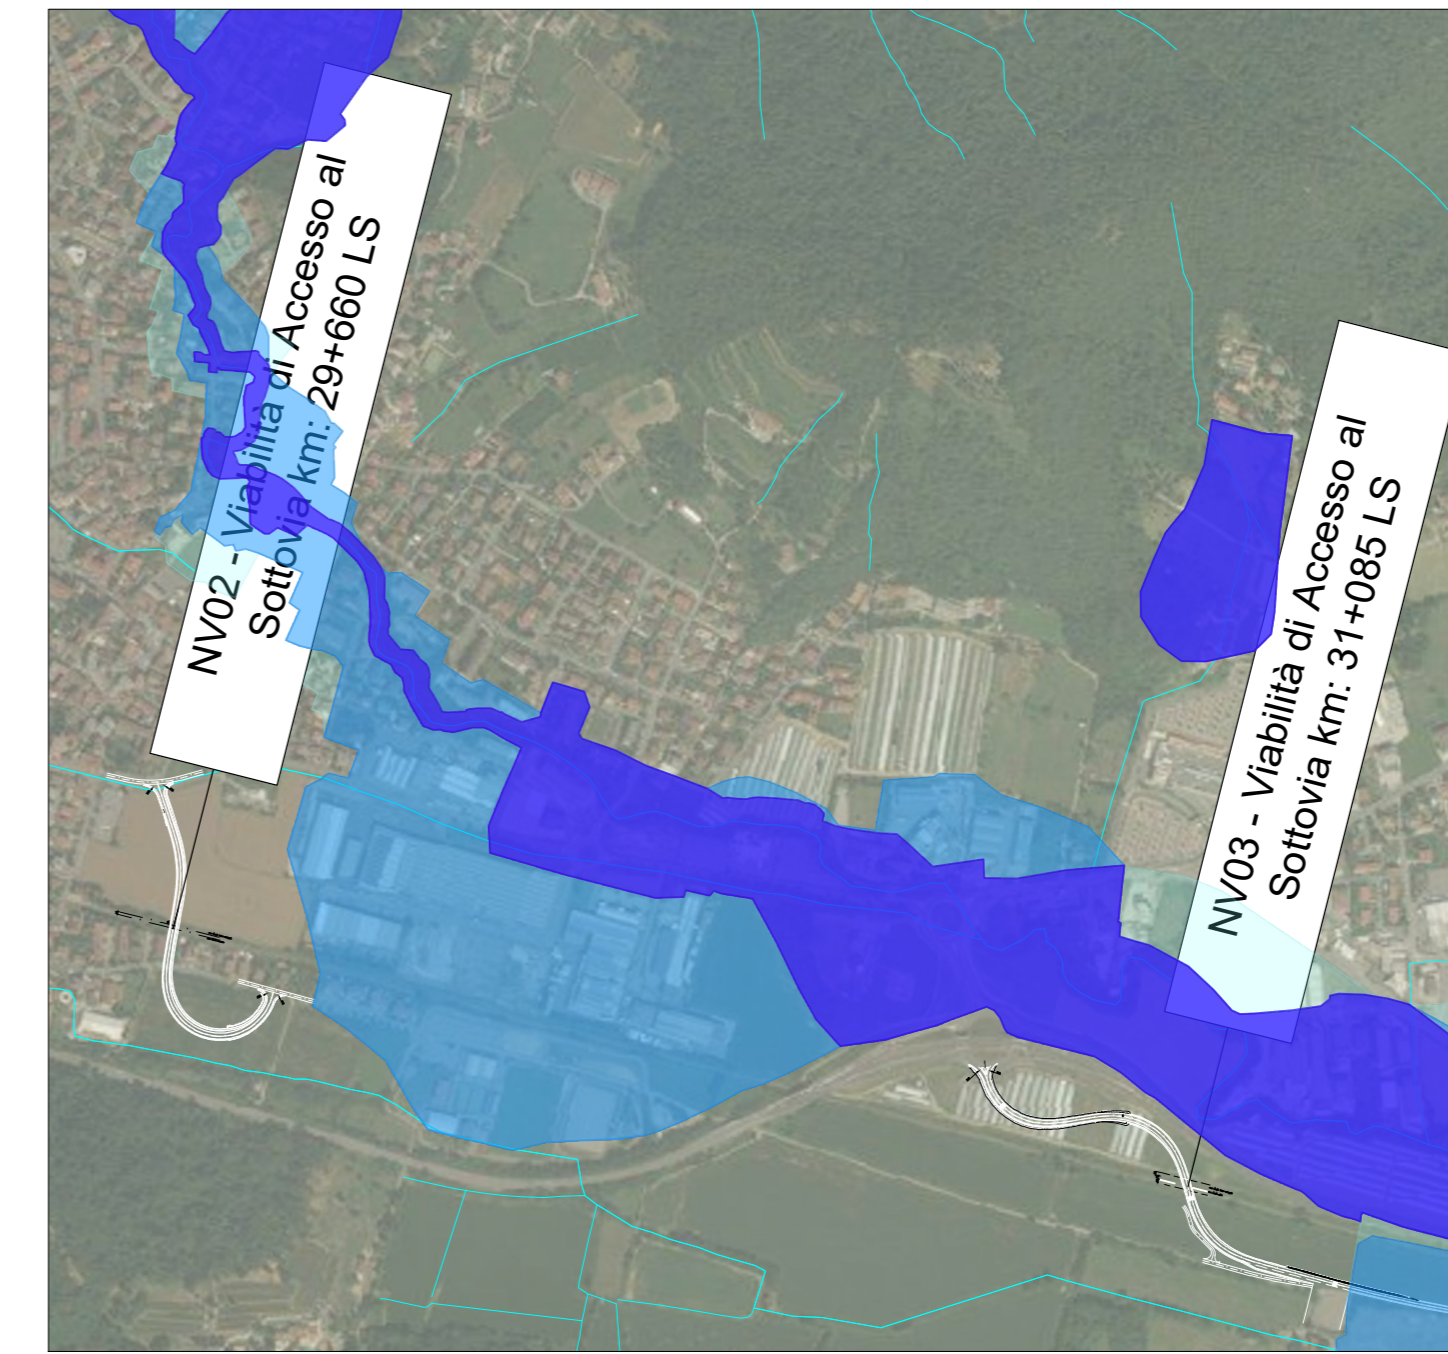 NV02 - Viabilità di Accesso al
Sottovia km: 29+660 LS
NV03 - Viabilità di Accesso al
Sottovia km: 31+085 LS